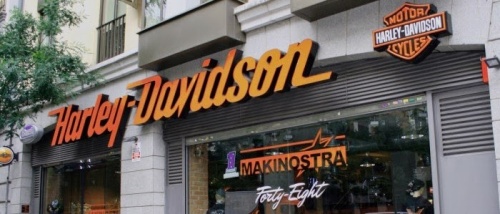 Harley-Davidson
MOTOR
HARLEY-DAVIDSON
CYCLES
MAKINOSTRA
Forty-Eight